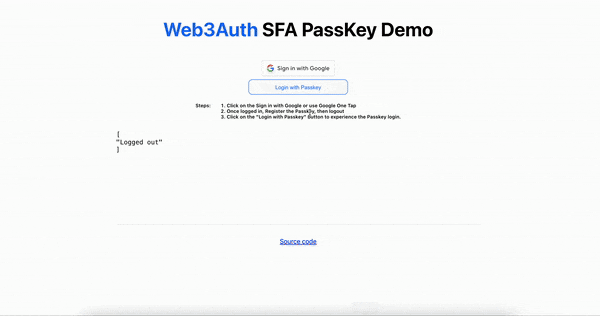 Web3Auth SFA PassKey Demo
Sign in with Google
Login with Passkey
Steps: 1. Click on the Sign in with Google or use Google One Tap
2. Once logged in, Register the Passkey, then logout
3. Click on the "Login with Passkey" button to experience the Passkey login.
[
"Logged out"
]
Source code